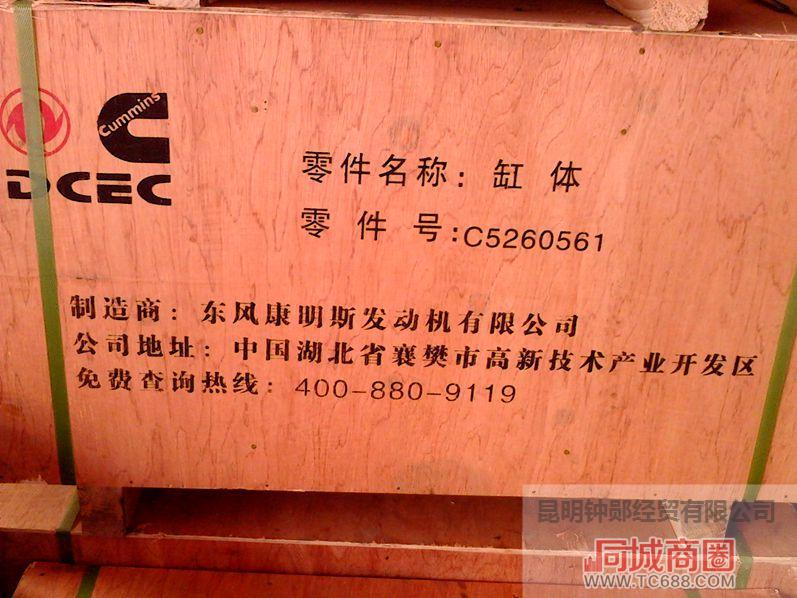 Cummins
DCEC
零件名称：缸体
零件号:C5260561
制造商：东风康明斯发动机有限公司
公司地址：中国湖北省襄樊市高新技术产业开发区
免费查询热线：400-880-9119
昆明钟郧经贸有限公司
同城商圈
WWW.TC688.COM